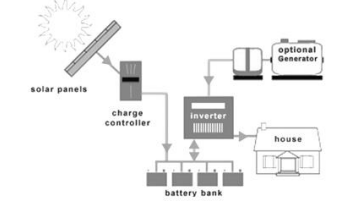 optional
Generator
solar panels
charge
controller
inverter
house
battery bank